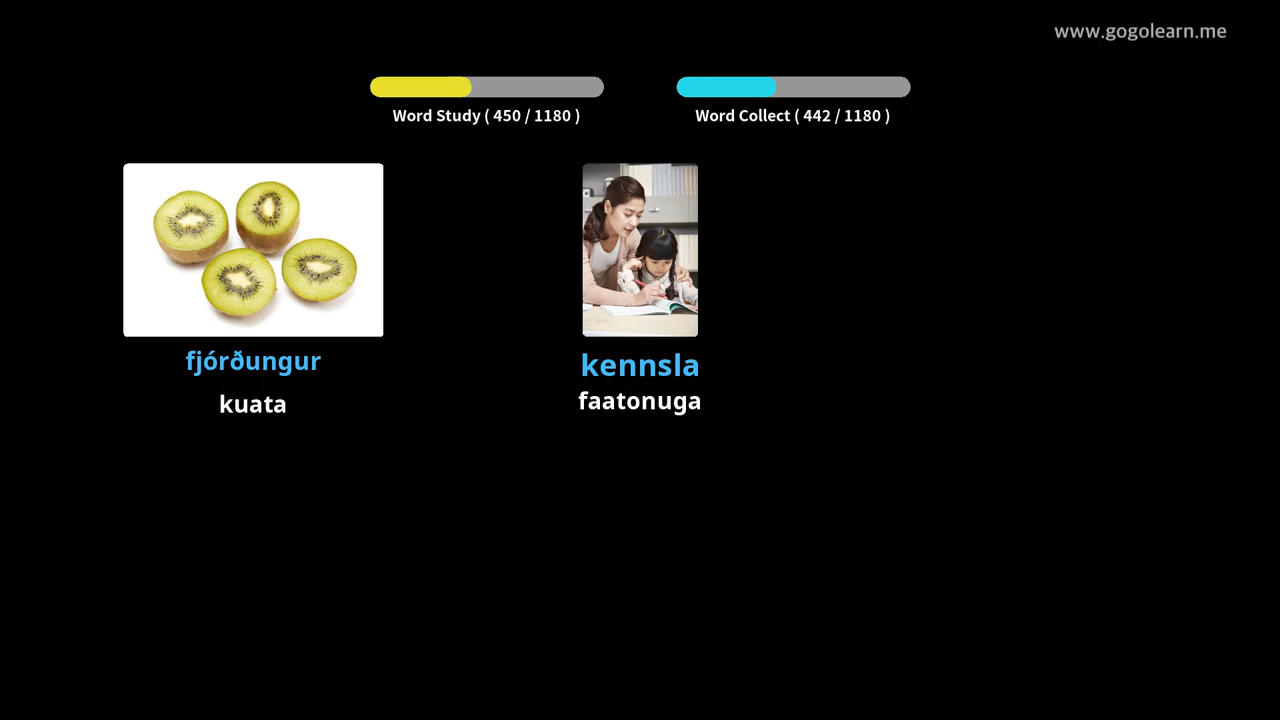 www.gogolearn.me
Word Study ( 450 / 1180 )
Word Collect ( 442 / 1180 )
fjórðungur
kuata
kennsla
faatonuga